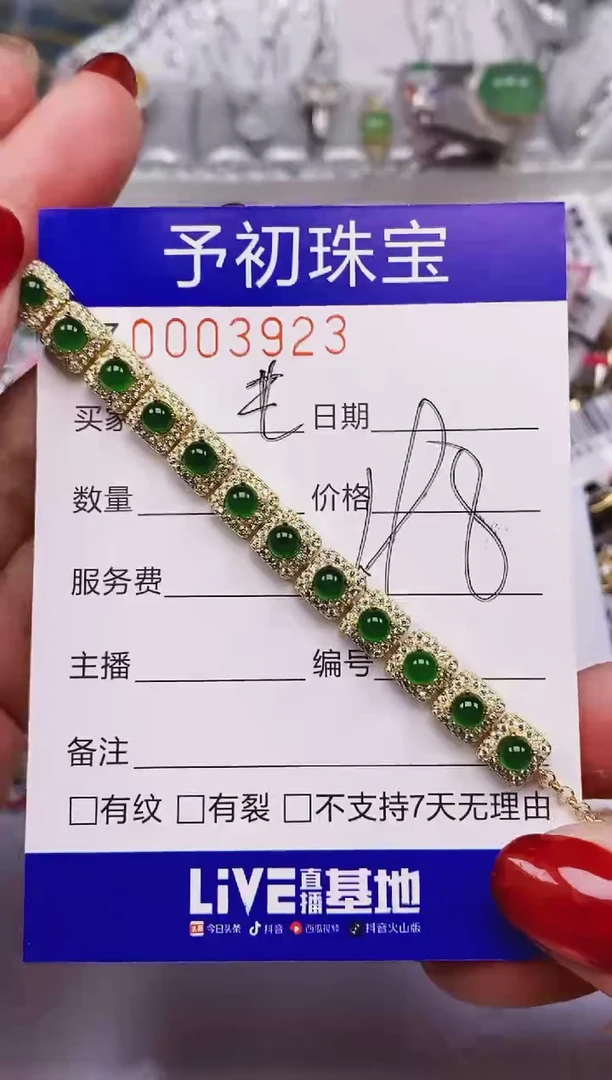 予初珠宝
0003923
买家 日期
数量 价格
服务费
主播 编号
备注
□有纹 □有裂 □不支持7天无理由
LiVE直播基地
今日头条 抖音 西瓜视频 抖音火山版